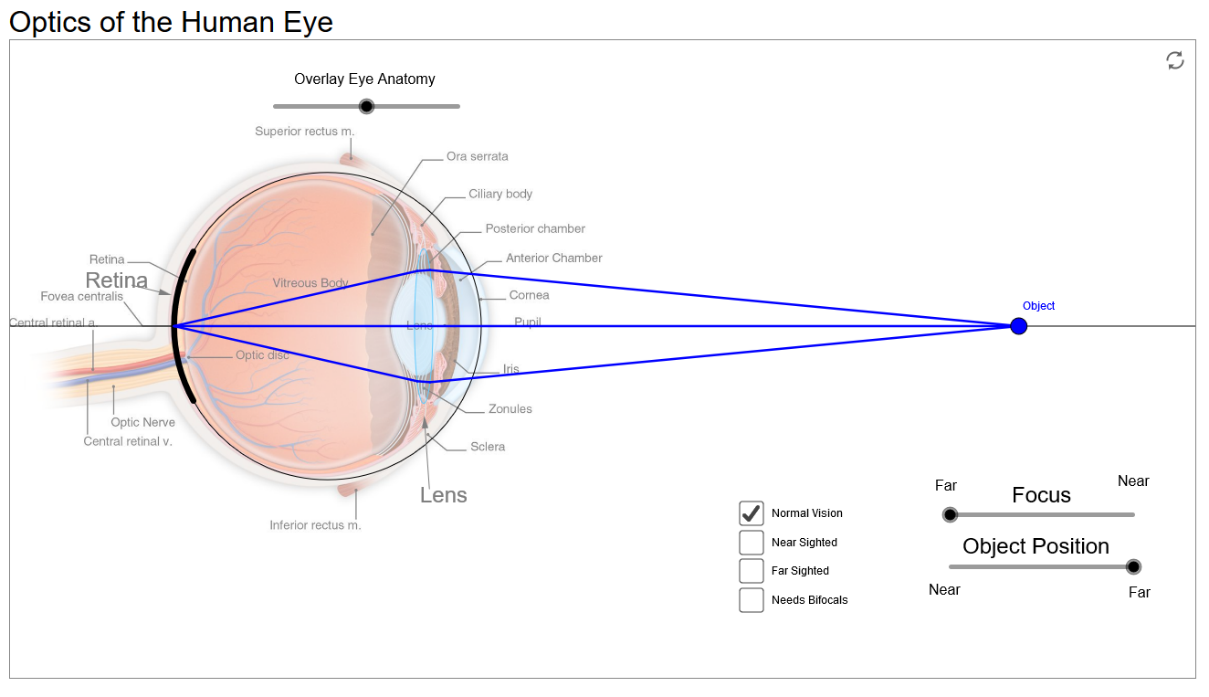 Optics of the Human Eye
Overlay Eye Anatomy
Superior rectus m.
Ora serrata
Ciliary body
Posterior chamber
Anterior Chamber
Retina
Retina
Vitreous Body
Fovea centralis
Cornea
Object
Central retinal a.
Lens
Pupil
Optic disc
Iris
Zonules
Optic Nerve
Central retinal v.
Sclera
Lens
Inferior rectus m.
Far
Near
Focus
Normal Vision
Near Sighted
Object Position
Far Sighted
Near
Far
Needs Bifocals